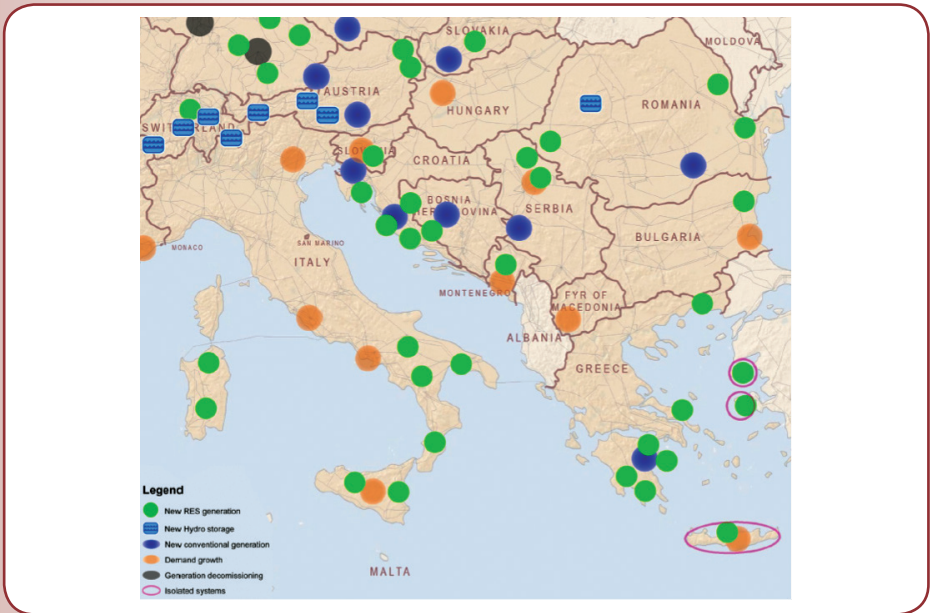 SLOVAKIA
MOLDOVA
AUSTRIA
HUNGARY
ROMANIA
SWITZERLAND
SLOVENIA
CROATIA
BOSNIA
HERZEGOVINA
SERBIA
BULGARIA
MONACO
SAN MARINO
ITALY
MONTENEGRO
FYR OF
MACEDONIA
ALBANIA
GREECE
MALTA
Legend
New RES generation
New Hydro storage
New conventional generation
Demand growth
Generation decomissioning
Isolated systems